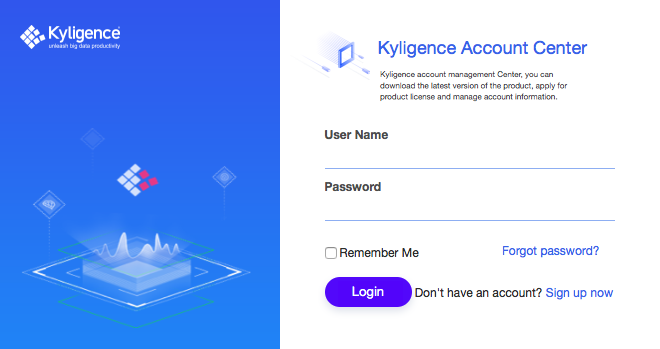 Kyligence
unleash big data productivity
Kyligence Account Center
Kyligence account management Center, you can
download the latest version of the product, apply for
product license and manage account information.
User Name
Password
Remember Me
Forgot password?
Login
Don't have an account? Sign up now